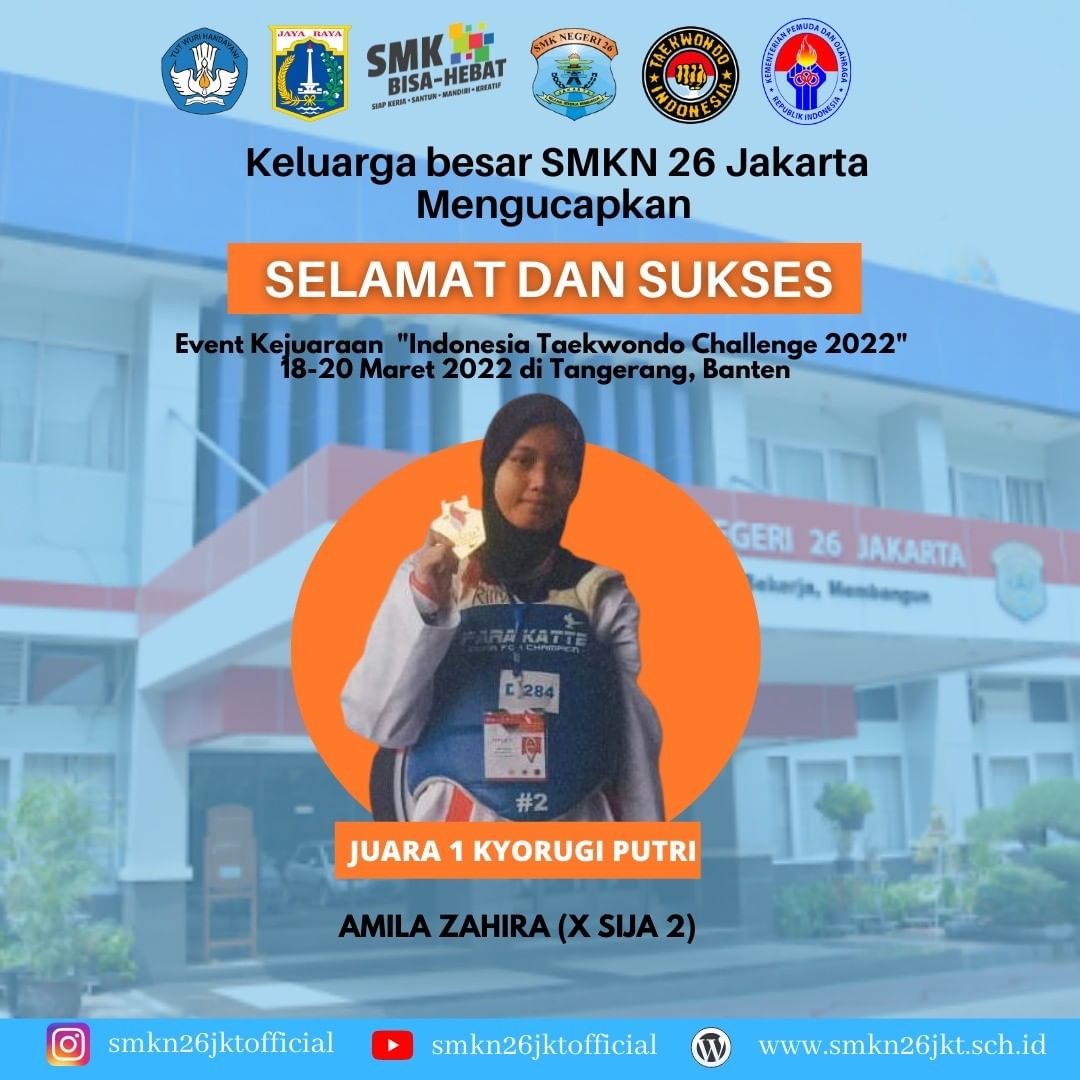 TUT WURI HANDAYANI
JAYA RAYA
SMK
BISA-HEBAT
SIAP KERJA • SANTUN • MANDIRI • KREATIF
SMK NEGERI 26
JAKARTA
TAEKWONDO
INDONESIA
KEMENTERIAN PEMUDA DAN OLAHRAGA
REPUBLIK INDONESIA
Keluarga besar SMKN 26 Jakarta
Mengucapkan
SELAMAT DAN SUKSES
Event Kejuaraan "Indonesia Taekwondo Challenge 2022"
18-20 Maret 2022 di Tangerang, Banten
EGERI 26 JAKARTA
Bekerja, Membangun
PARA KATTE
284
#2
JUARA 1 KYORUGI PUTRI
AMILA ZAHIRA (X SIJA 2)
smkn26jktofficial
smkn26jktofficial
www.smkn26jkt.sch.id